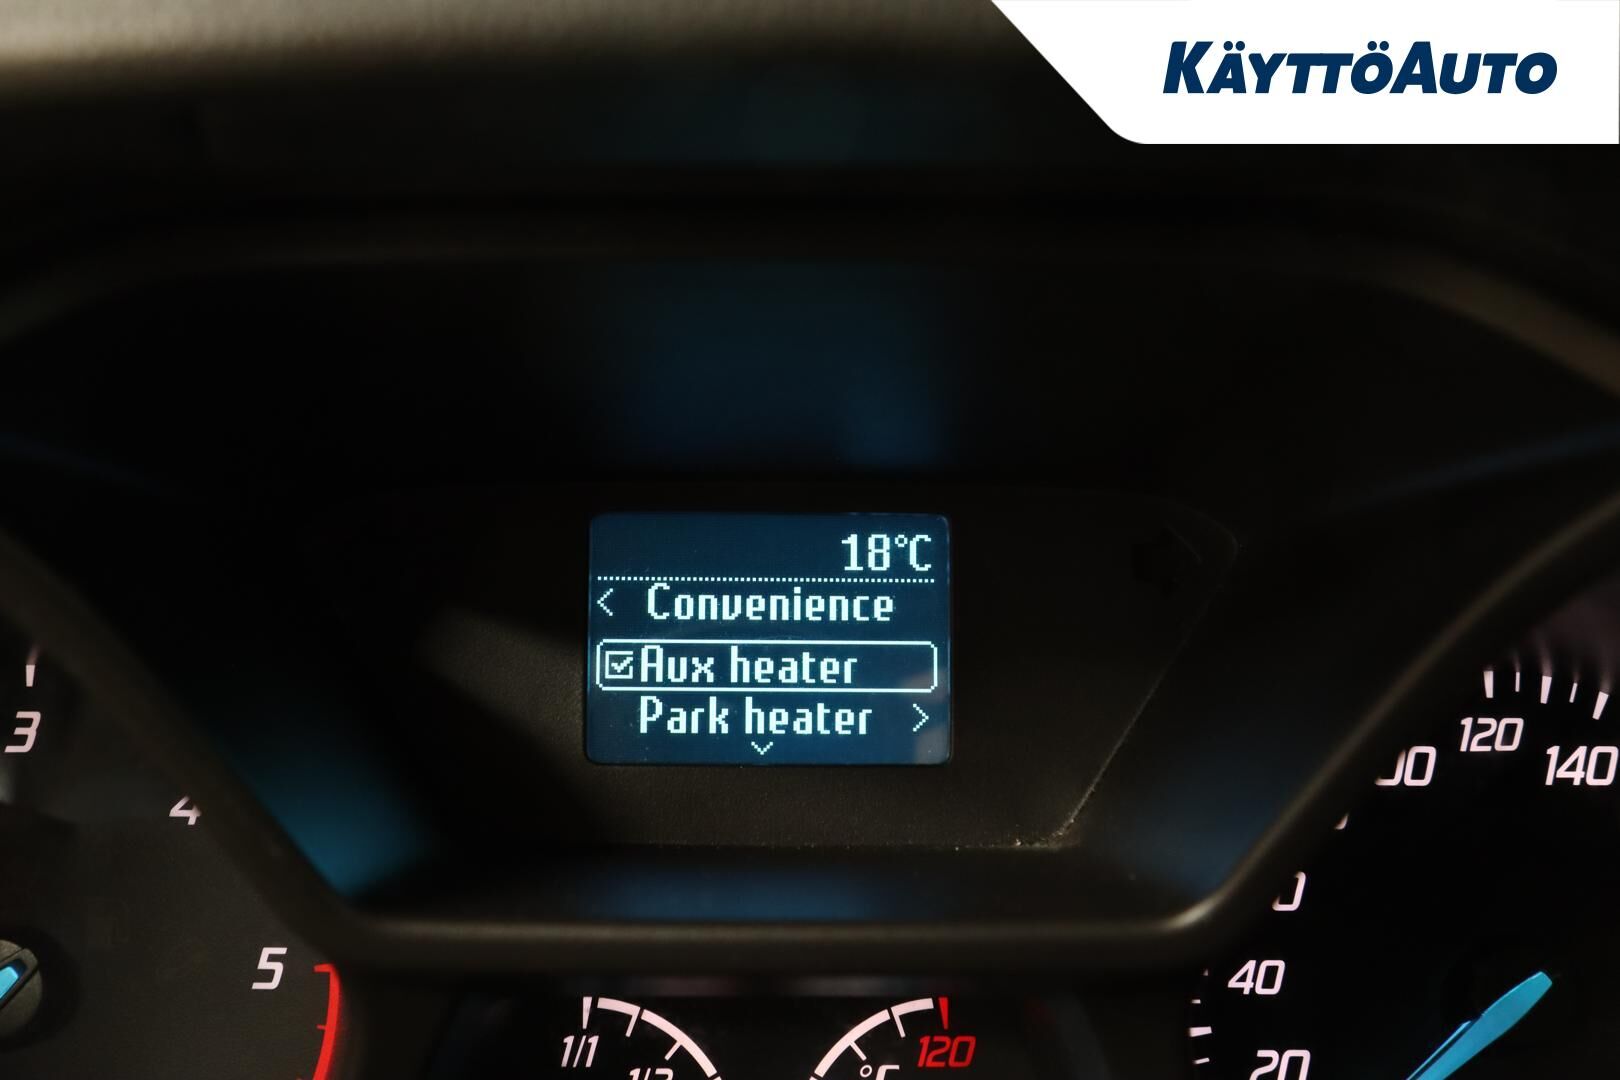 KÄYTTÖAUTO
18°C
< Convenience
Aux heater
Park heater >
3
4
5
120
140
40
20
1/1
120
°C